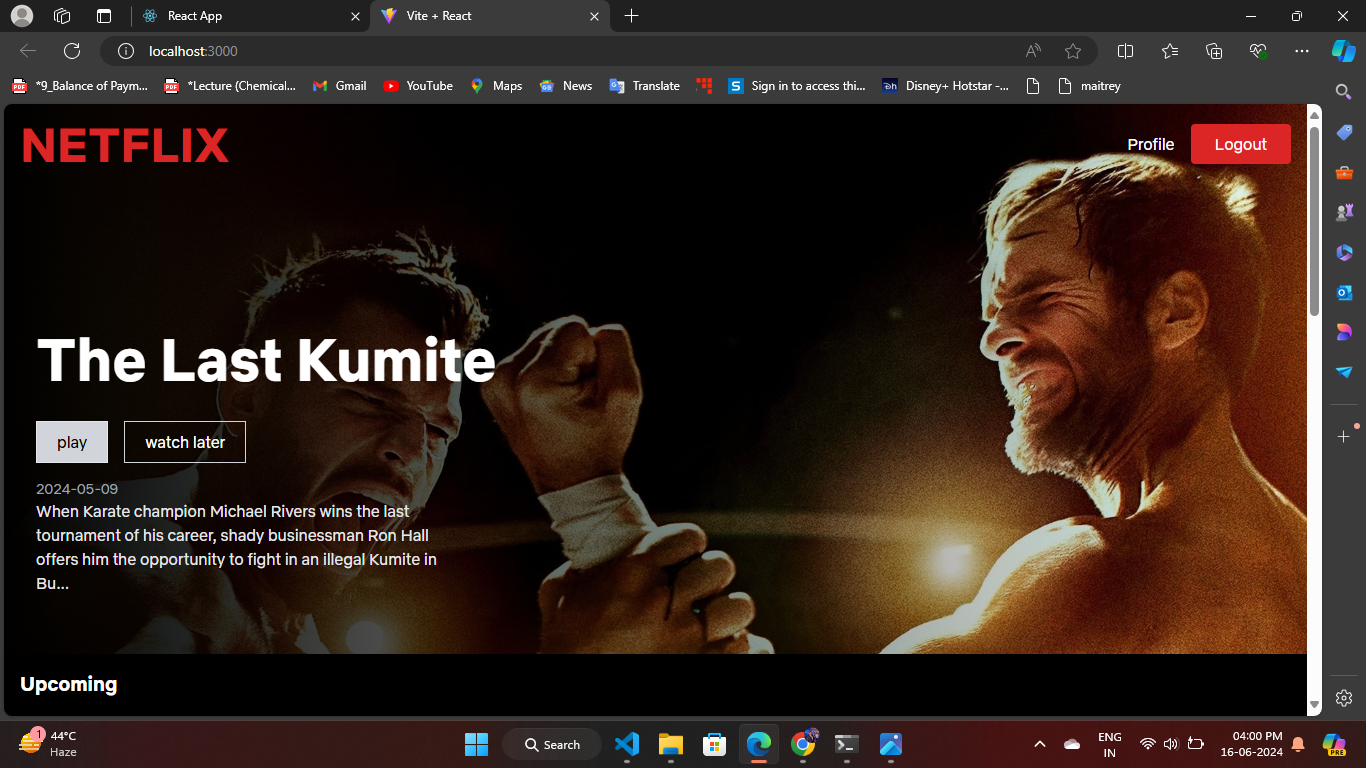 React App
Vite + React
localhost:3000
*9_Balance of Paym...
*Lecture (Chemical...
Gmail
YouTube
Maps
News
Translate
Sign in to access thi...
Disney+ Hotstar -...
maitrey
NETFLIX
Profile
Logout
The Last Kumite
play
watch later
2024-05-09
When Karate champion Michael Rivers wins the last
tournament of his career, shady businessman Ron Hall
offers him the opportunity to fight in an illegal Kumite in
Bu...
Upcoming
1
44°C
Haze
Search
ENG
IN
04:00 PM
16-06-2024
PRE